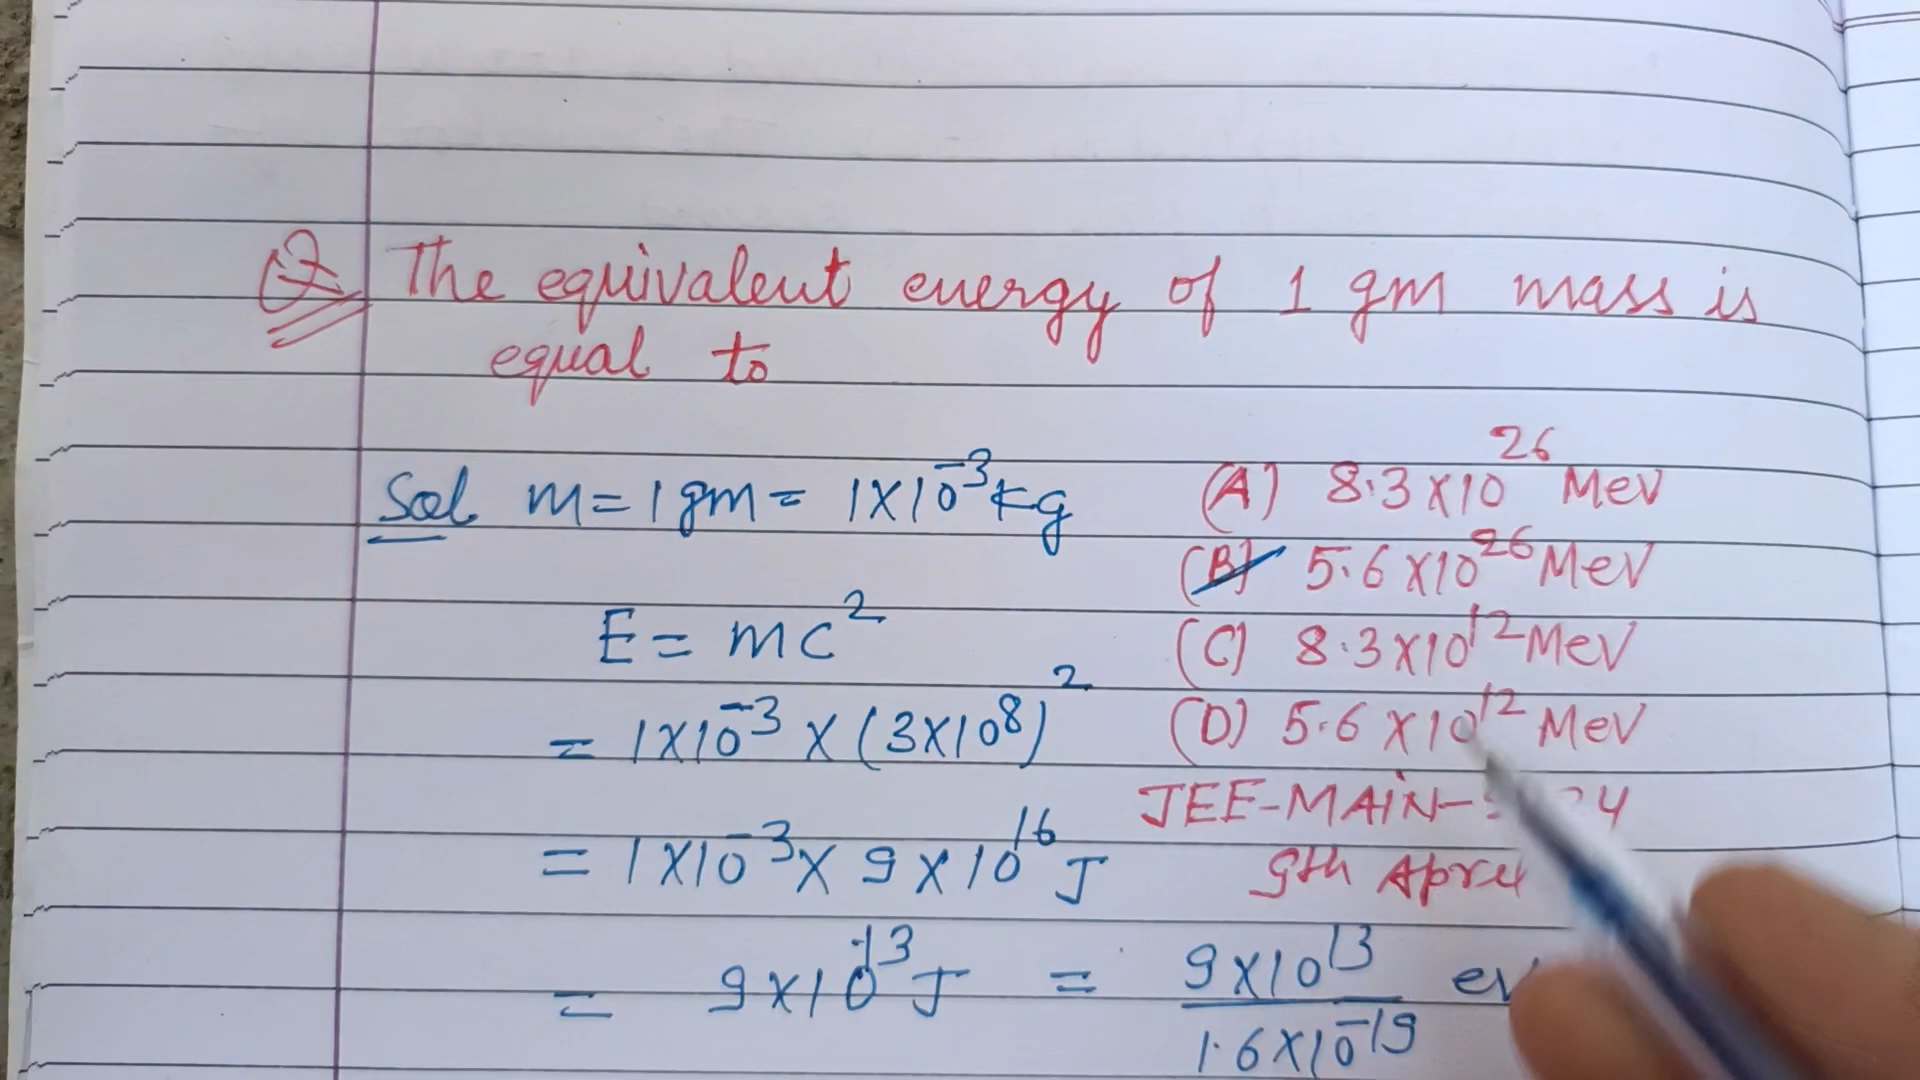 Q The equivalent energy of 1 gm mass is
equal to
Sol m = 1 gm = 1×10⁻³ kg
(A) 8.3×10²⁶ MeV
(B) 5.6×10²⁶ MeV
(C) 8.3×10¹² MeV
(D) 5.6×10¹² MeV
JEE-MAIN-
9th April
E = mc²
= 1×10⁻³ × (3×10⁸)²
= 1×10⁻³ × 9×10¹⁶ J
= 9×10¹³ J = 9×10¹³ / 1.6×10⁻¹⁹ eV